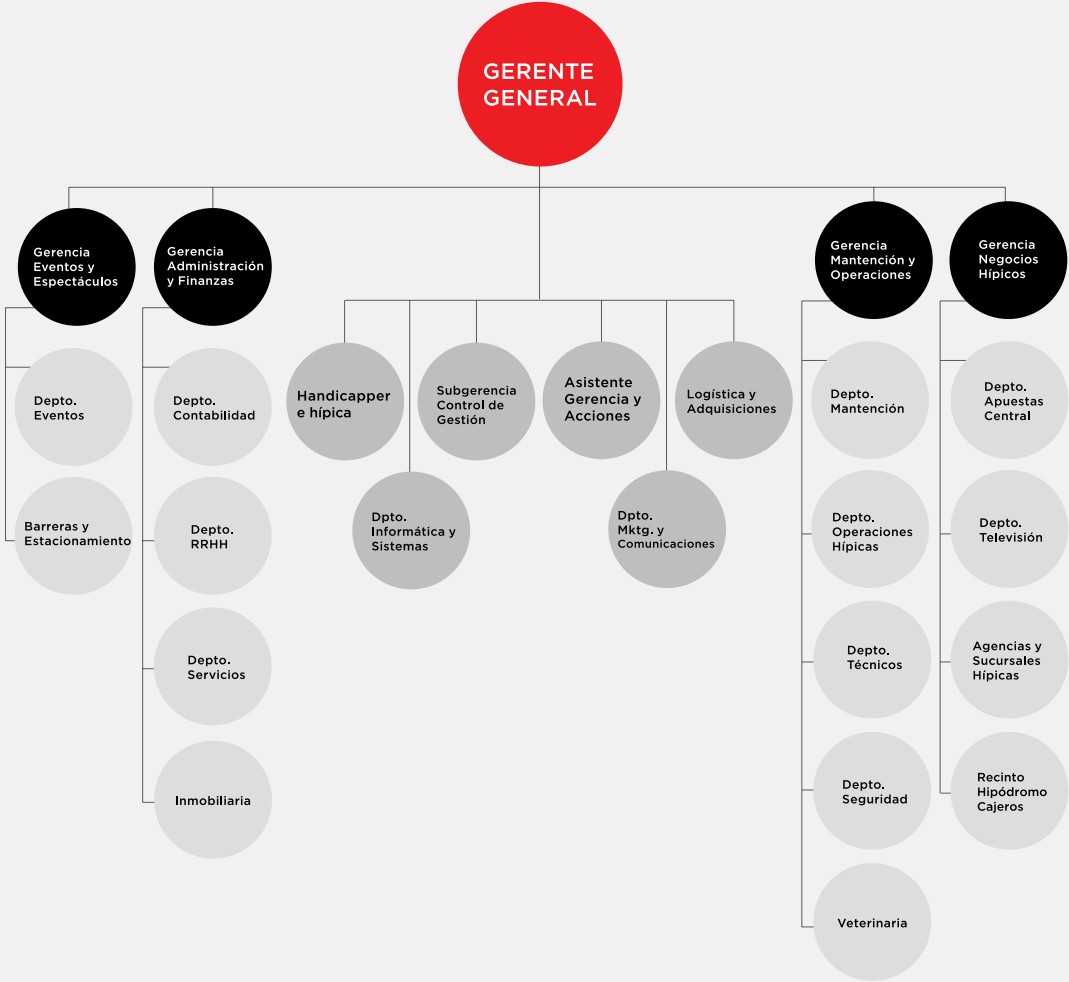 GERENTE
GENERAL
Gerencia
Eventos y
Espectáculos
Gerencia
Administración
y Finanzas
Gerencia
Mantención y
Operaciones
Gerencia
Negocios
Hípicos
Handicapper
e hípica
Subgerencia
Control de
Gestión
Asistente
Gerencia y
Acciones
Logística y
Adquisiciones
Dpto.
Informática y
Sistemas
Dpto.
Mktg. y
Comunicaciones
Depto.
Eventos
Barreras y
Estacionamiento
Depto.
Contabilidad
Depto.
RRHH
Depto.
Servicios
Inmobiliaria
Depto.
Mantención
Depto.
Operaciones
Hípicas
Depto.
Técnicos
Depto.
Seguridad
Veterinaria
Depto.
Apuestas
Central
Depto.
Televisión
Agencias y
Sucursales
Hípicas
Recinto
Hipódromo
Cajeros